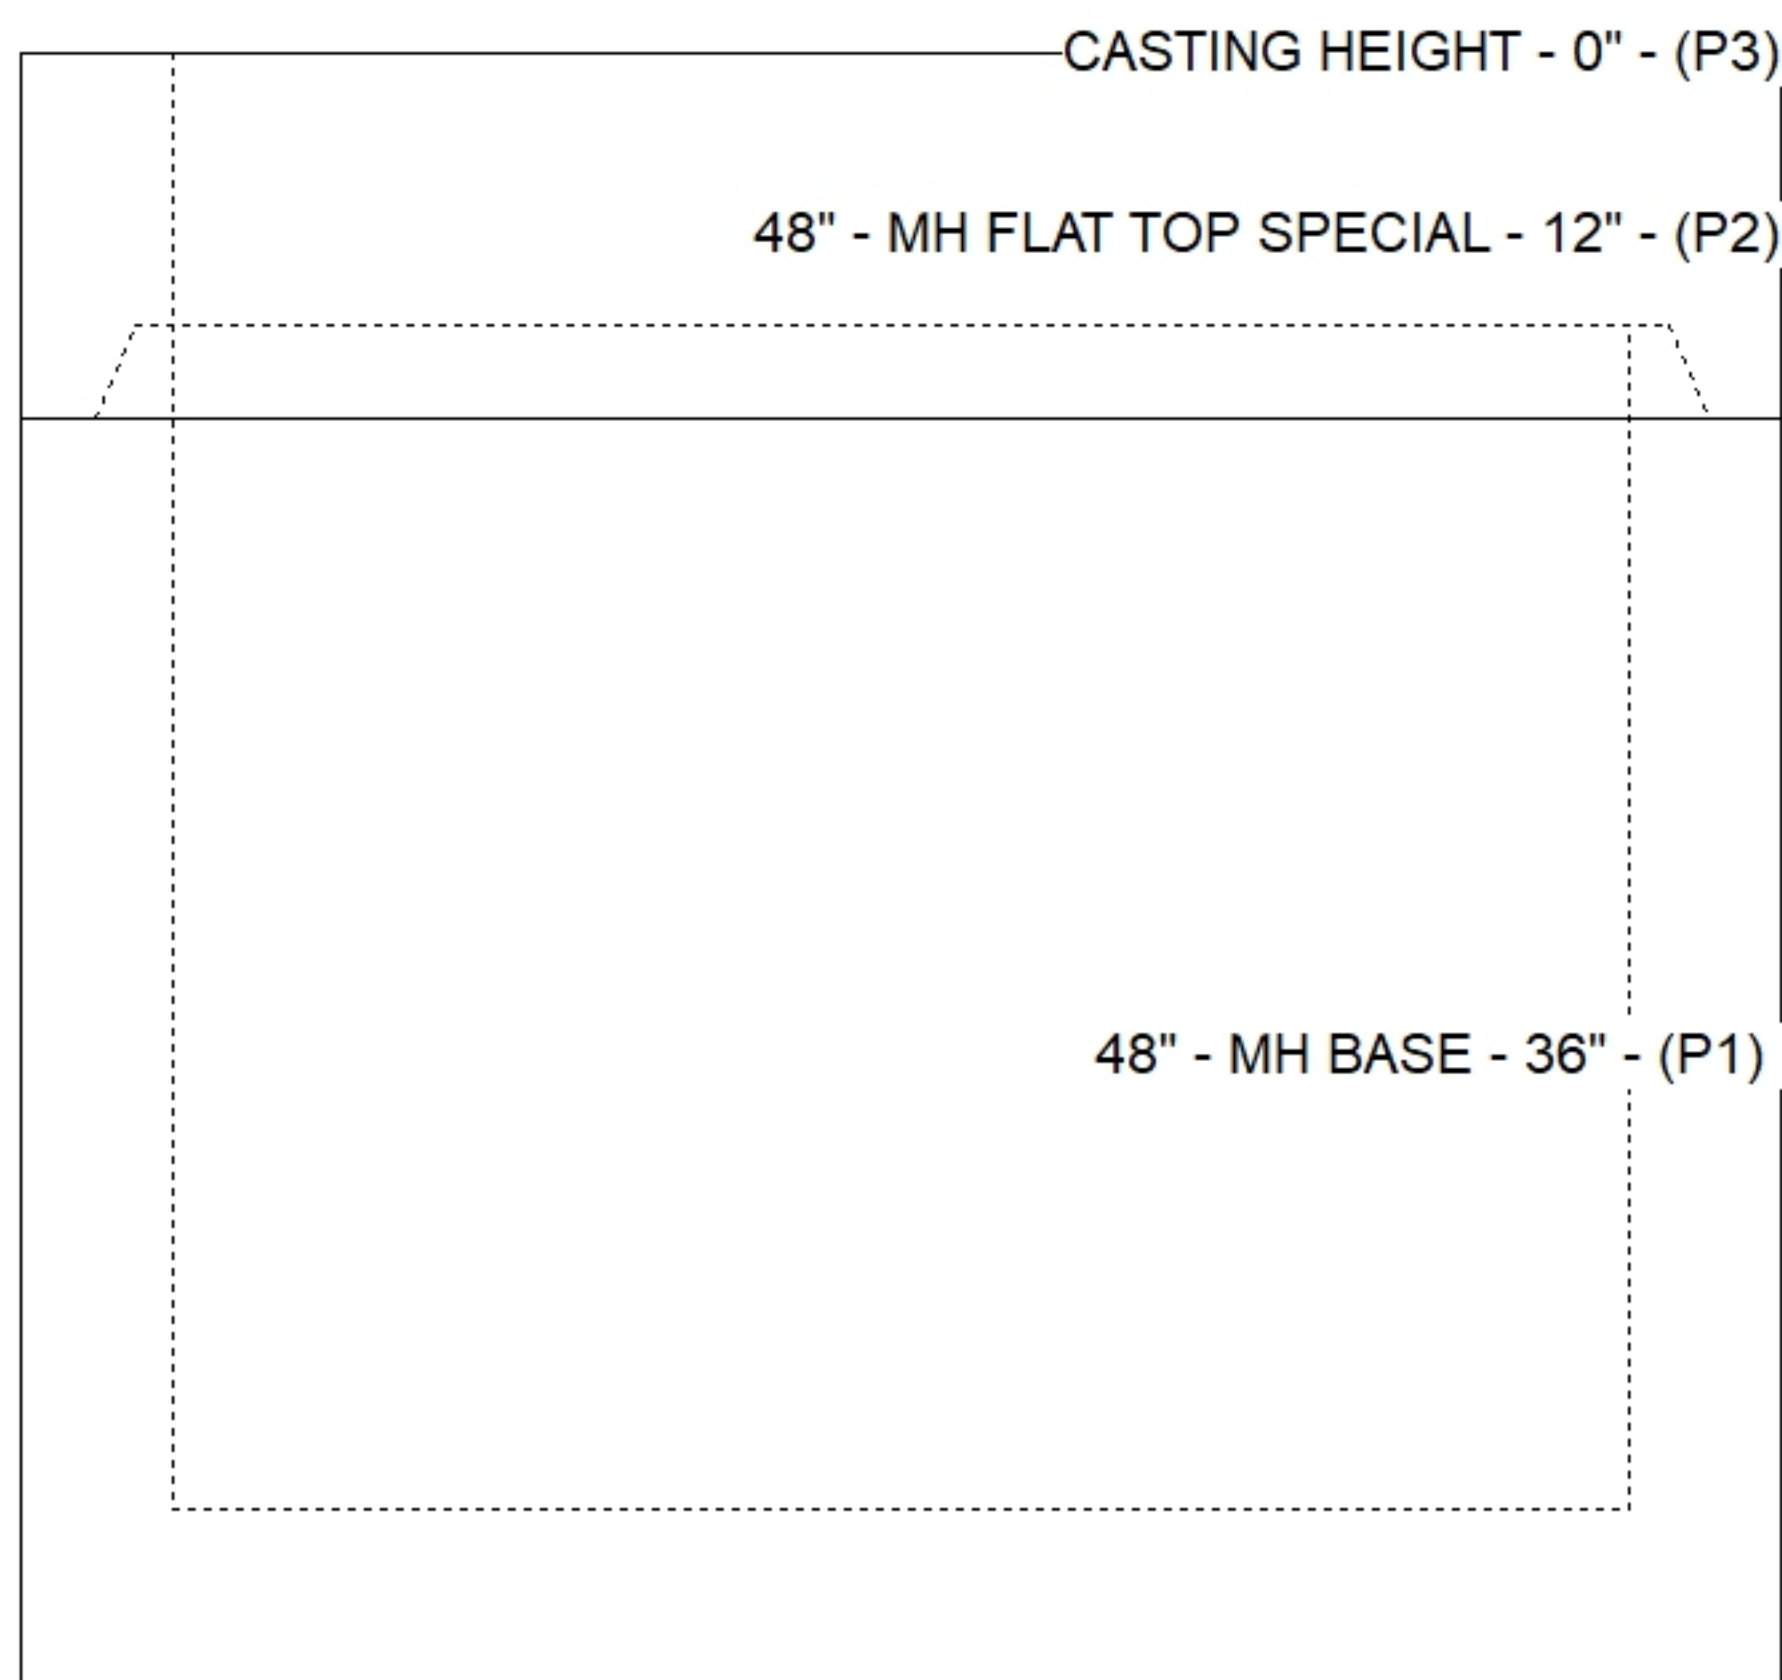 CASTING HEIGHT - 0" - (P3)
48" - MH FLAT TOP SPECIAL - 12" - (P2)
48" - MH BASE - 36" - (P1)